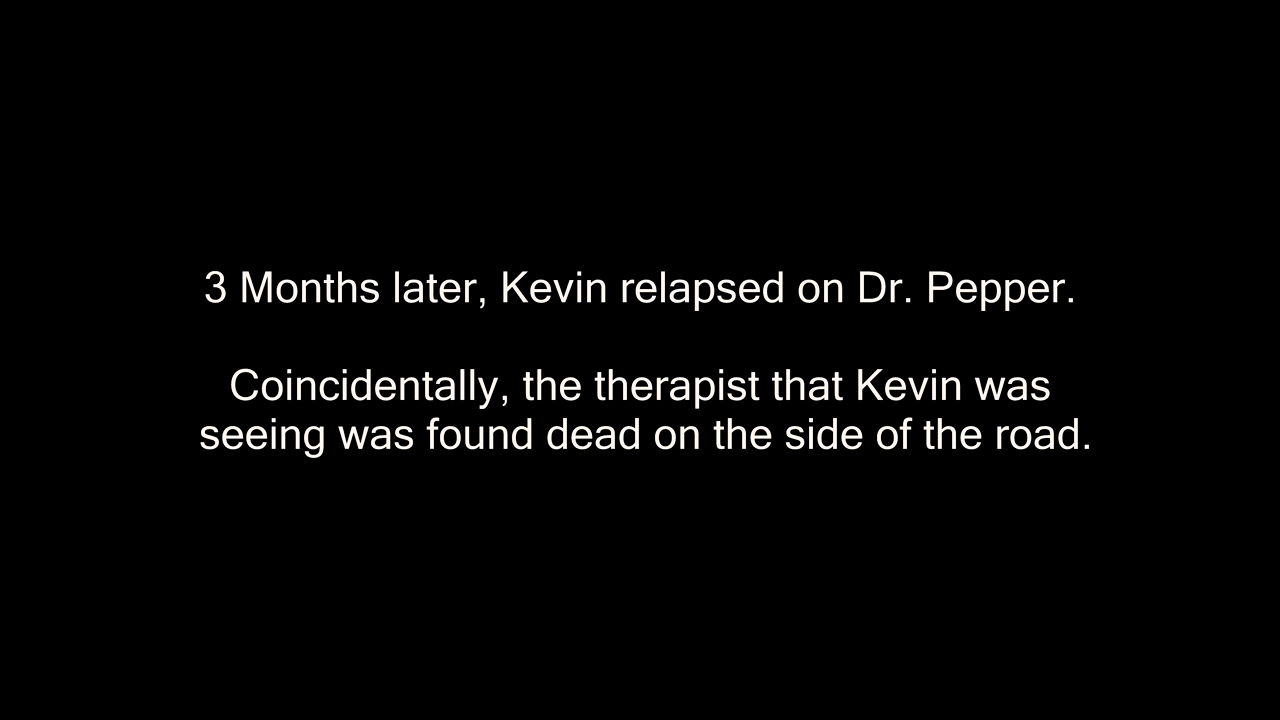 3 Months later, Kevin relapsed on Dr. Pepper.
Coincidentally, the therapist that Kevin was
seeing was found dead on the side of the road.